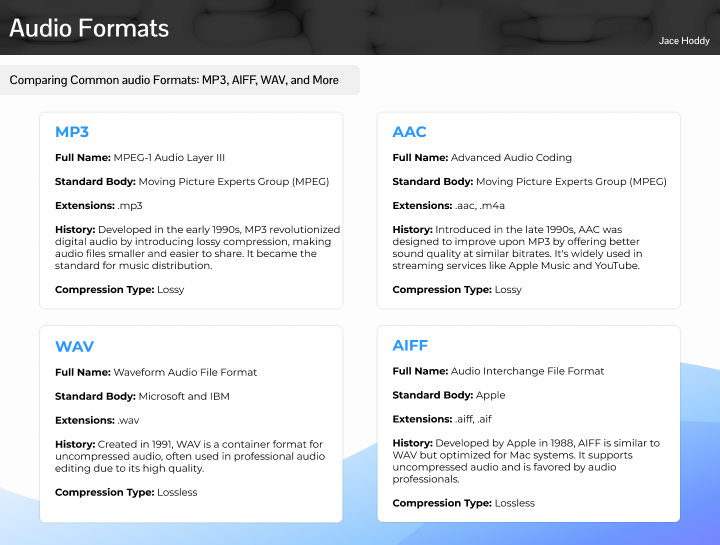 Audio Formats
Jace Hoddy
Comparing Common audio Formats: MP3, AIFF, WAV, and More
MP3
Full Name: MPEG-1 Audio Layer III
Standard Body: Moving Picture Experts Group (MPEG)
Extensions: .mp3
History: Developed in the early 1990s, MP3 revolutionized
digital audio by introducing lossy compression, making
audio files smaller and easier to share. It became the
standard for music distribution.
Compression Type: Lossy
AAC
Full Name: Advanced Audio Coding
Standard Body: Moving Picture Experts Group (MPEG)
Extensions: .aac, .m4a
History: Introduced in the late 1990s, AAC was
designed to improve upon MP3 by offering better
sound quality at similar bitrates. It's widely used in
streaming services like Apple Music and YouTube.
Compression Type: Lossy
WAV
Full Name: Waveform Audio File Format
Standard Body: Microsoft and IBM
Extensions: .wav
History: Created in 1991, WAV is a container format for
uncompressed audio, often used in professional audio
editing due to its high quality.
Compression Type: Lossless
AIFF
Full Name: Audio Interchange File Format
Standard Body: Apple
Extensions: .aiff, .aif
History: Developed by Apple in 1988, AIFF is similar to
WAV but optimized for Mac systems. It supports
uncompressed audio and is favored by audio
professionals.
Compression Type: Lossless